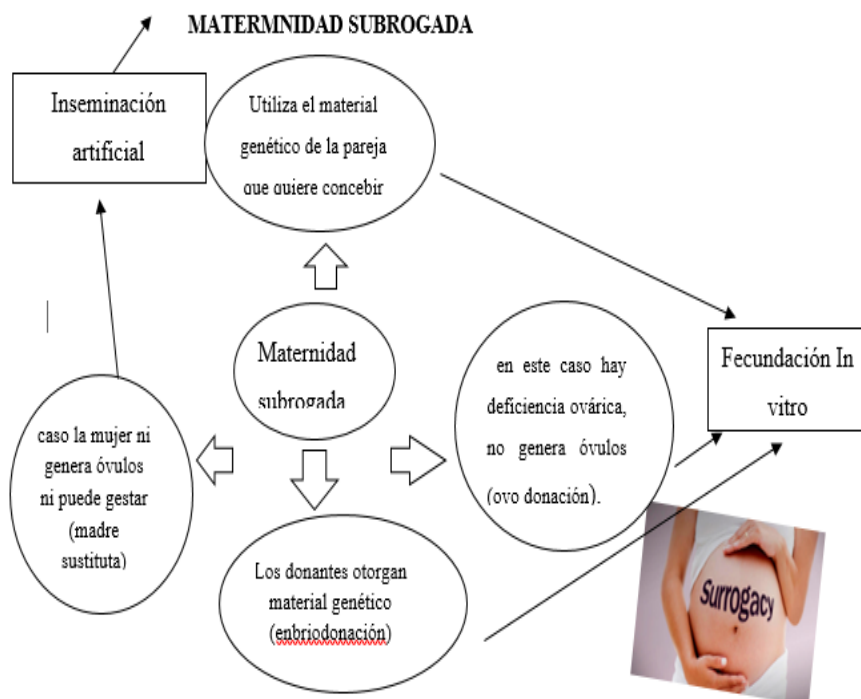 MATERMNIDAD SUBROGADA
Inseminación
artificial
Utiliza el material
genético de la pareja
que quiere concebir
Maternidad
subrogada
en este caso hay
deficiencia ovárica,
no genera óvulos
(ovo donación).
Fecundación In
vitro
caso la mujer ni
genera óvulos
ni puede gestar
(madre
sustituta)
Los donantes otorgan
material genético
(enbriodonación)
Surrogacy